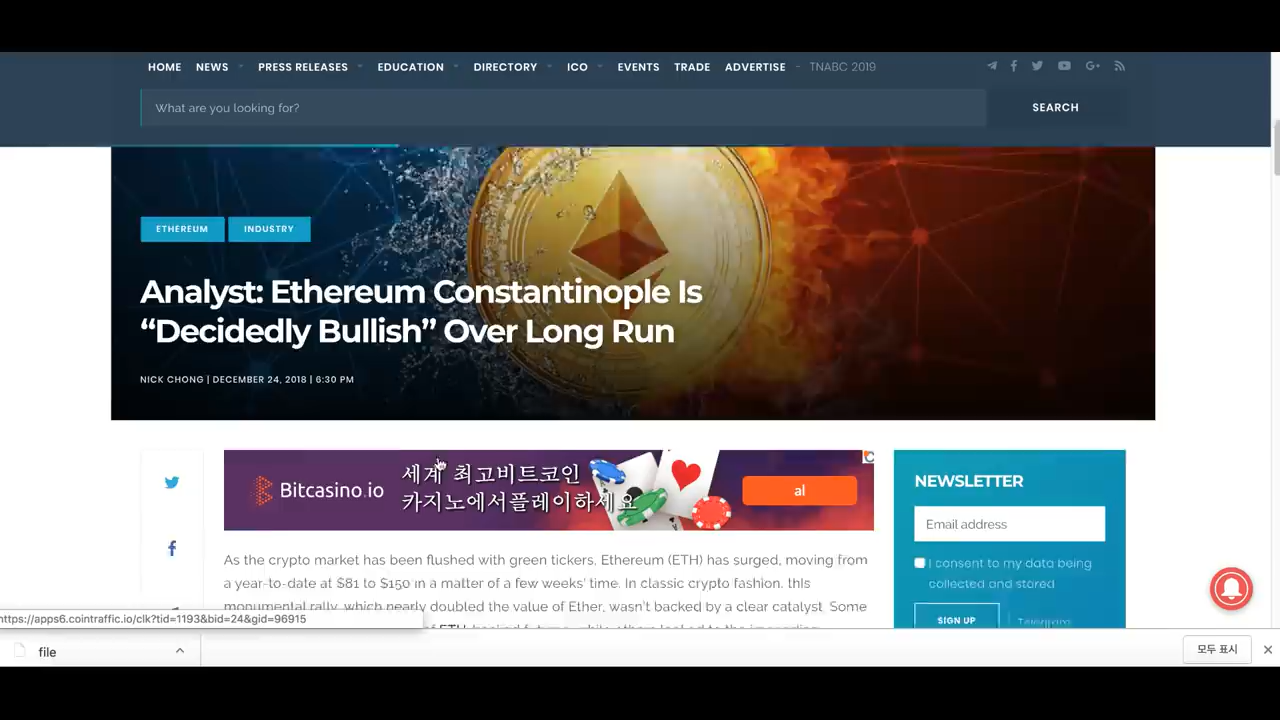 HOME NEWS PRESS RELEASES EDUCATION DIRECTORY ICO EVENTS TRADE ADVERTISE TNABC 2019
What are you looking for?
SEARCH
ETHEREUM INDUSTRY
Analyst: Ethereum Constantinople Is
“Decidedly Bullish” Over Long Run
NICK CHONG | DECEMBER 24, 2018 | 6:30 PM
Bitcasino.io
세계 최고비트코인
카지노에서플레이하세요
al
NEWSLETTER
Email address
I consent to my data being
collected and stored
SIGN UP
Telegram
As the crypto market has been flushed with green tickers, Ethereum (ETH) has surged, moving from
a year-to-date at $81 to $150 in a matter of a few weeks’ time. In classic crypto fashion, this
monumental rally, which nearly doubled the value of Ether, wasn’t backed by a clear catalyst. Some
https://apps6.cointraffic.io/clk?tid=1193&bid=24&gid=96915
file
모두 표시